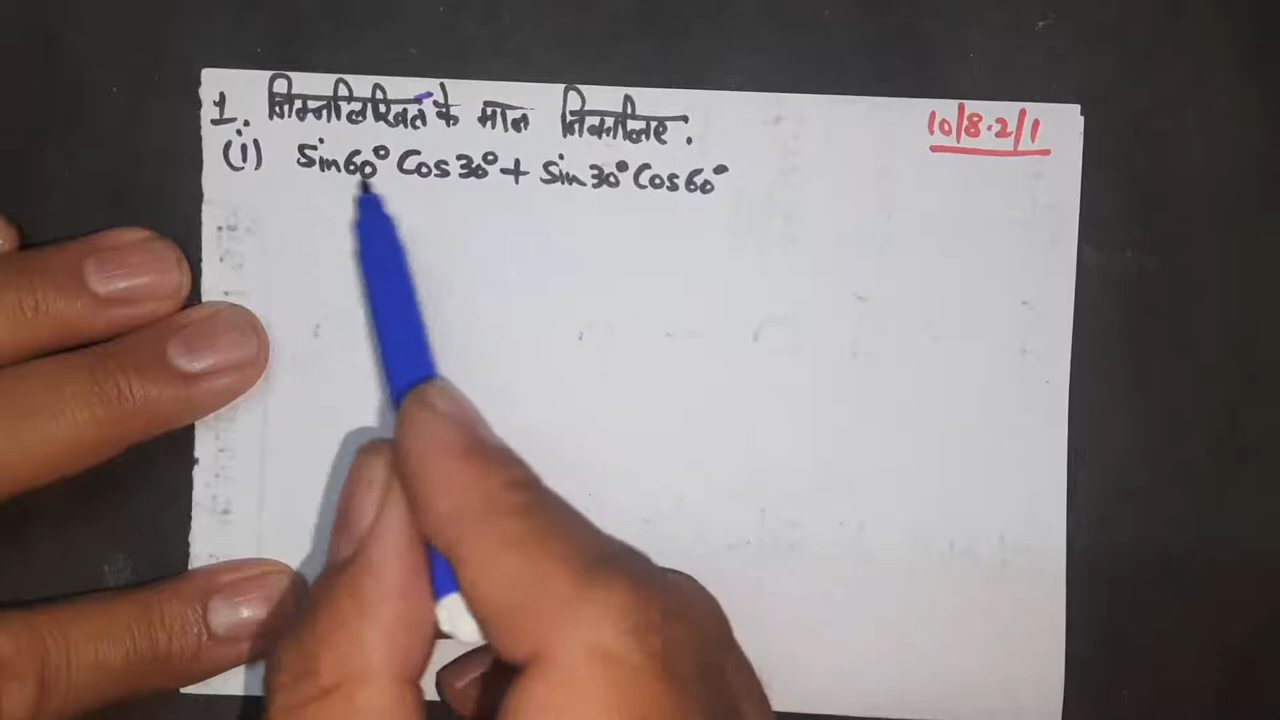 1. निम्नलिखित के मान निकालिए.
10/8.2/1
(i) Sin60° Cos30° + Sin30° Cos60°